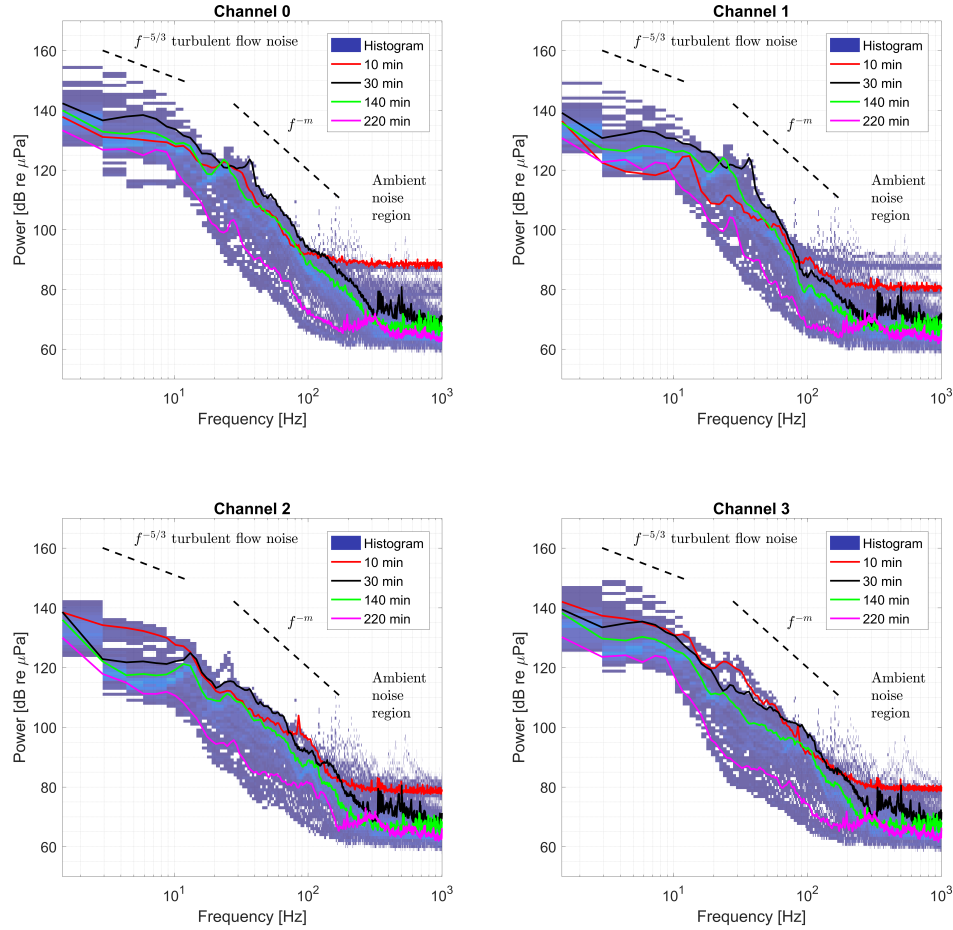 Channel 0
f^{-5/3} turbulent flow noise
f^{-m}
Ambient
noise
region
Histogram
10 min
30 min
140 min
220 min
160
140
120
100
80
60
Power [dB re μPa]
10^1
10^2
10^3
Frequency [Hz]
Channel 1
f^{-5/3} turbulent flow noise
f^{-m}
Ambient
noise
region
Histogram
10 min
30 min
140 min
220 min
160
140
120
100
80
60
Power [dB re μPa]
10^1
10^2
10^3
Frequency [Hz]
Channel 2
f^{-5/3} turbulent flow noise
f^{-m}
Ambient
noise
region
Histogram
10 min
30 min
140 min
220 min
160
140
120
100
80
60
Power [dB re μPa]
10^1
10^2
10^3
Frequency [Hz]
Channel 3
f^{-5/3} turbulent flow noise
f^{-m}
Ambient
noise
region
Histogram
10 min
30 min
140 min
220 min
160
140
120
100
80
60
Power [dB re μPa]
10^1
10^2
10^3
Frequency [Hz]